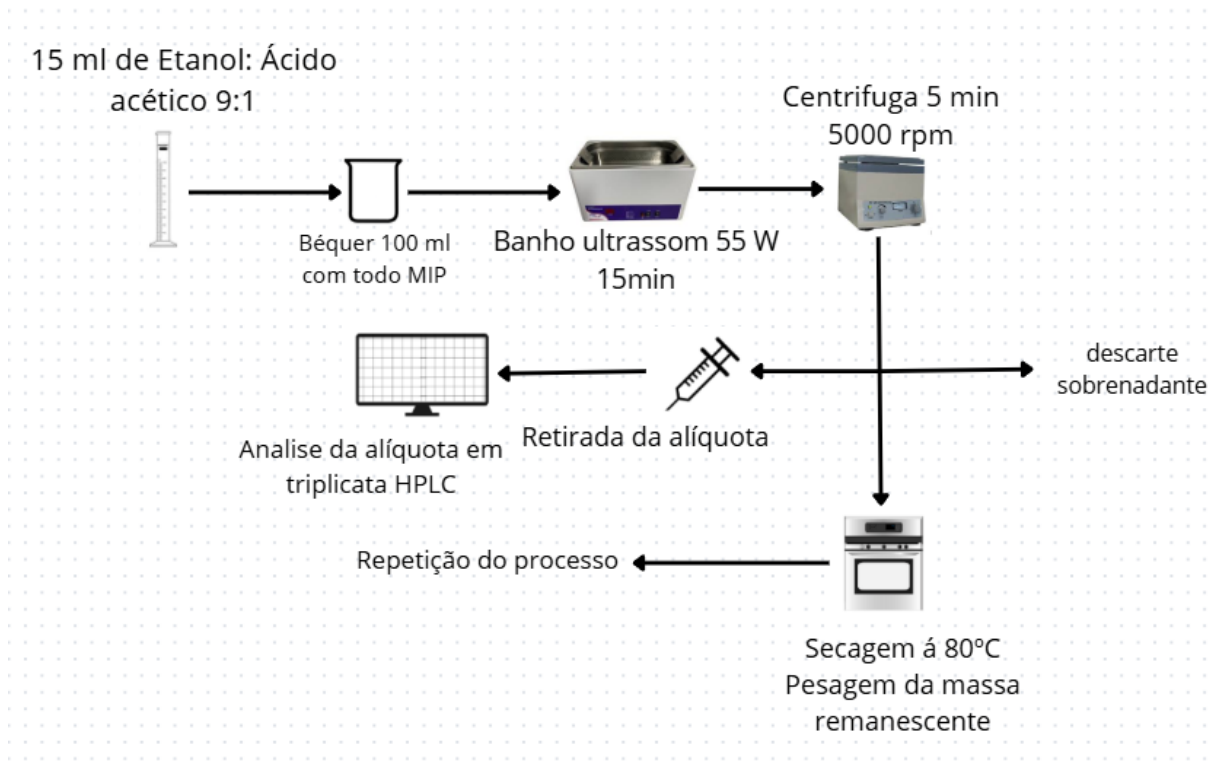 15 ml de Etanol: Ácido
acético 9:1
Centrifuga 5 min
5000 rpm
Béquer 100 ml
com todo MIP
Banho ultrassom 55 W
15min
descarte
sobrenadante
Retirada da alíquota
Analise da alíquota em
triplicata HPLC
Repetição do processo
Secagem á 80ºC
Pesagem da massa
remanescente